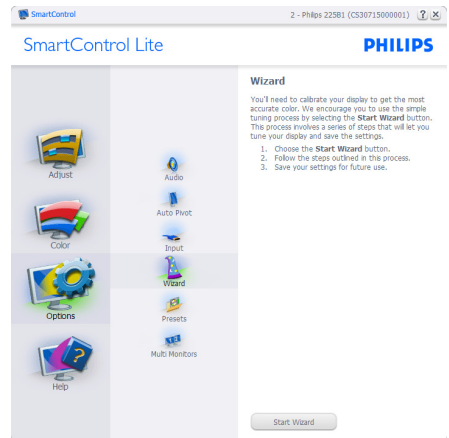 SmartControl
2 - Philips 225B1 (CS30715000001)
?
X
SmartControl Lite
PHILIPS
Adjust
Color
Options
Help
Audio
Auto Pivot
Input
Wizard
Presets
Multi Monitors
Wizard
You'll need to calibrate your display to get the most
accurate color. We encourage you to use the simple
tuning process by selecting the Start Wizard button.
This process involves a series of steps that will let you
tune your display and save the settings.
1. Choose the Start Wizard button.
2. Follow the steps outlined in this process.
3. Save your settings for future use.
Start Wizard